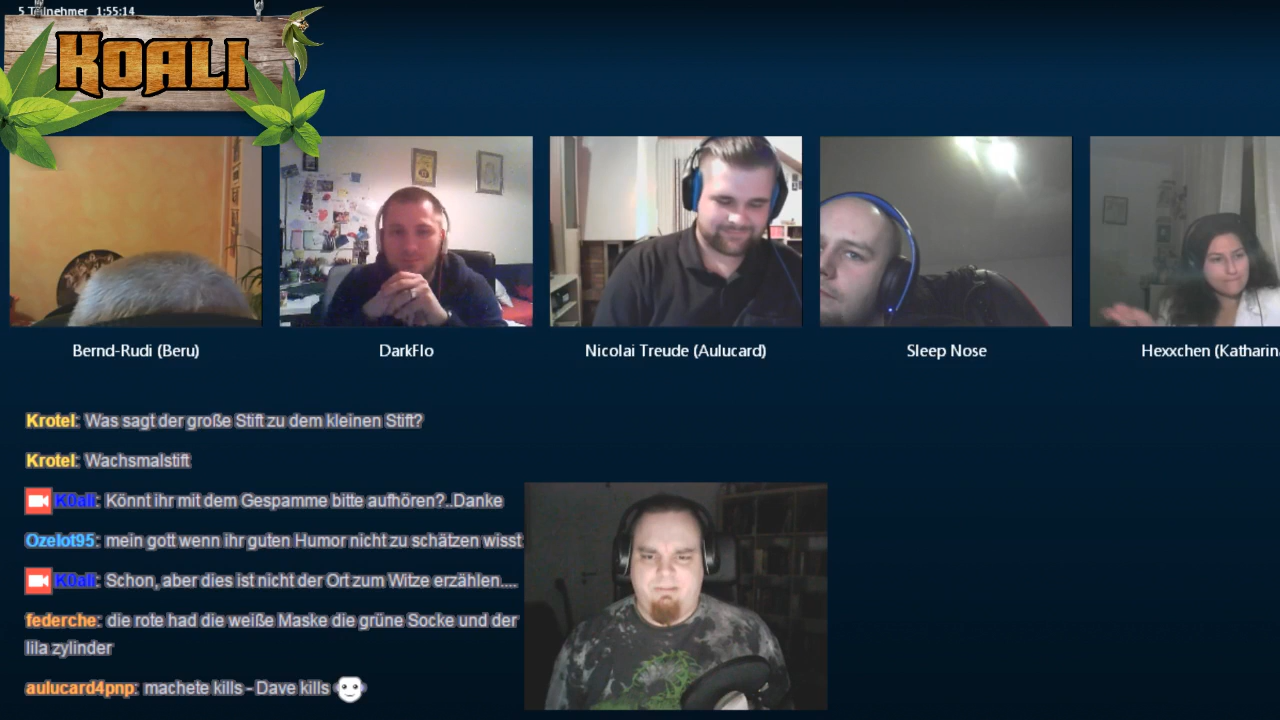 5 Teilnehmer 1:55:14
KOALI
Bernd-Rudi (Beru)
DarkFlo
Nicolai Treude (Aulucard)
Sleep Nose
Hexxchen (Katharina
Krotel: Was sagt der große Stift zu dem kleinen Stift?
Krotel: Wachsmalstift
K0ali: Könnt ihr mit dem Gespamme bitte aufhören?..Danke
Ozelot95: mein gott wenn ihr guten Humor nicht zu schätzen wisst
K0ali: Schon, aber dies ist nicht der Ort zum Witze erzählen....
federche: die rote had die weiße Maske die grüne Socke und der
lila zylinder
aulucard4pnp: machete kills - Dave kills